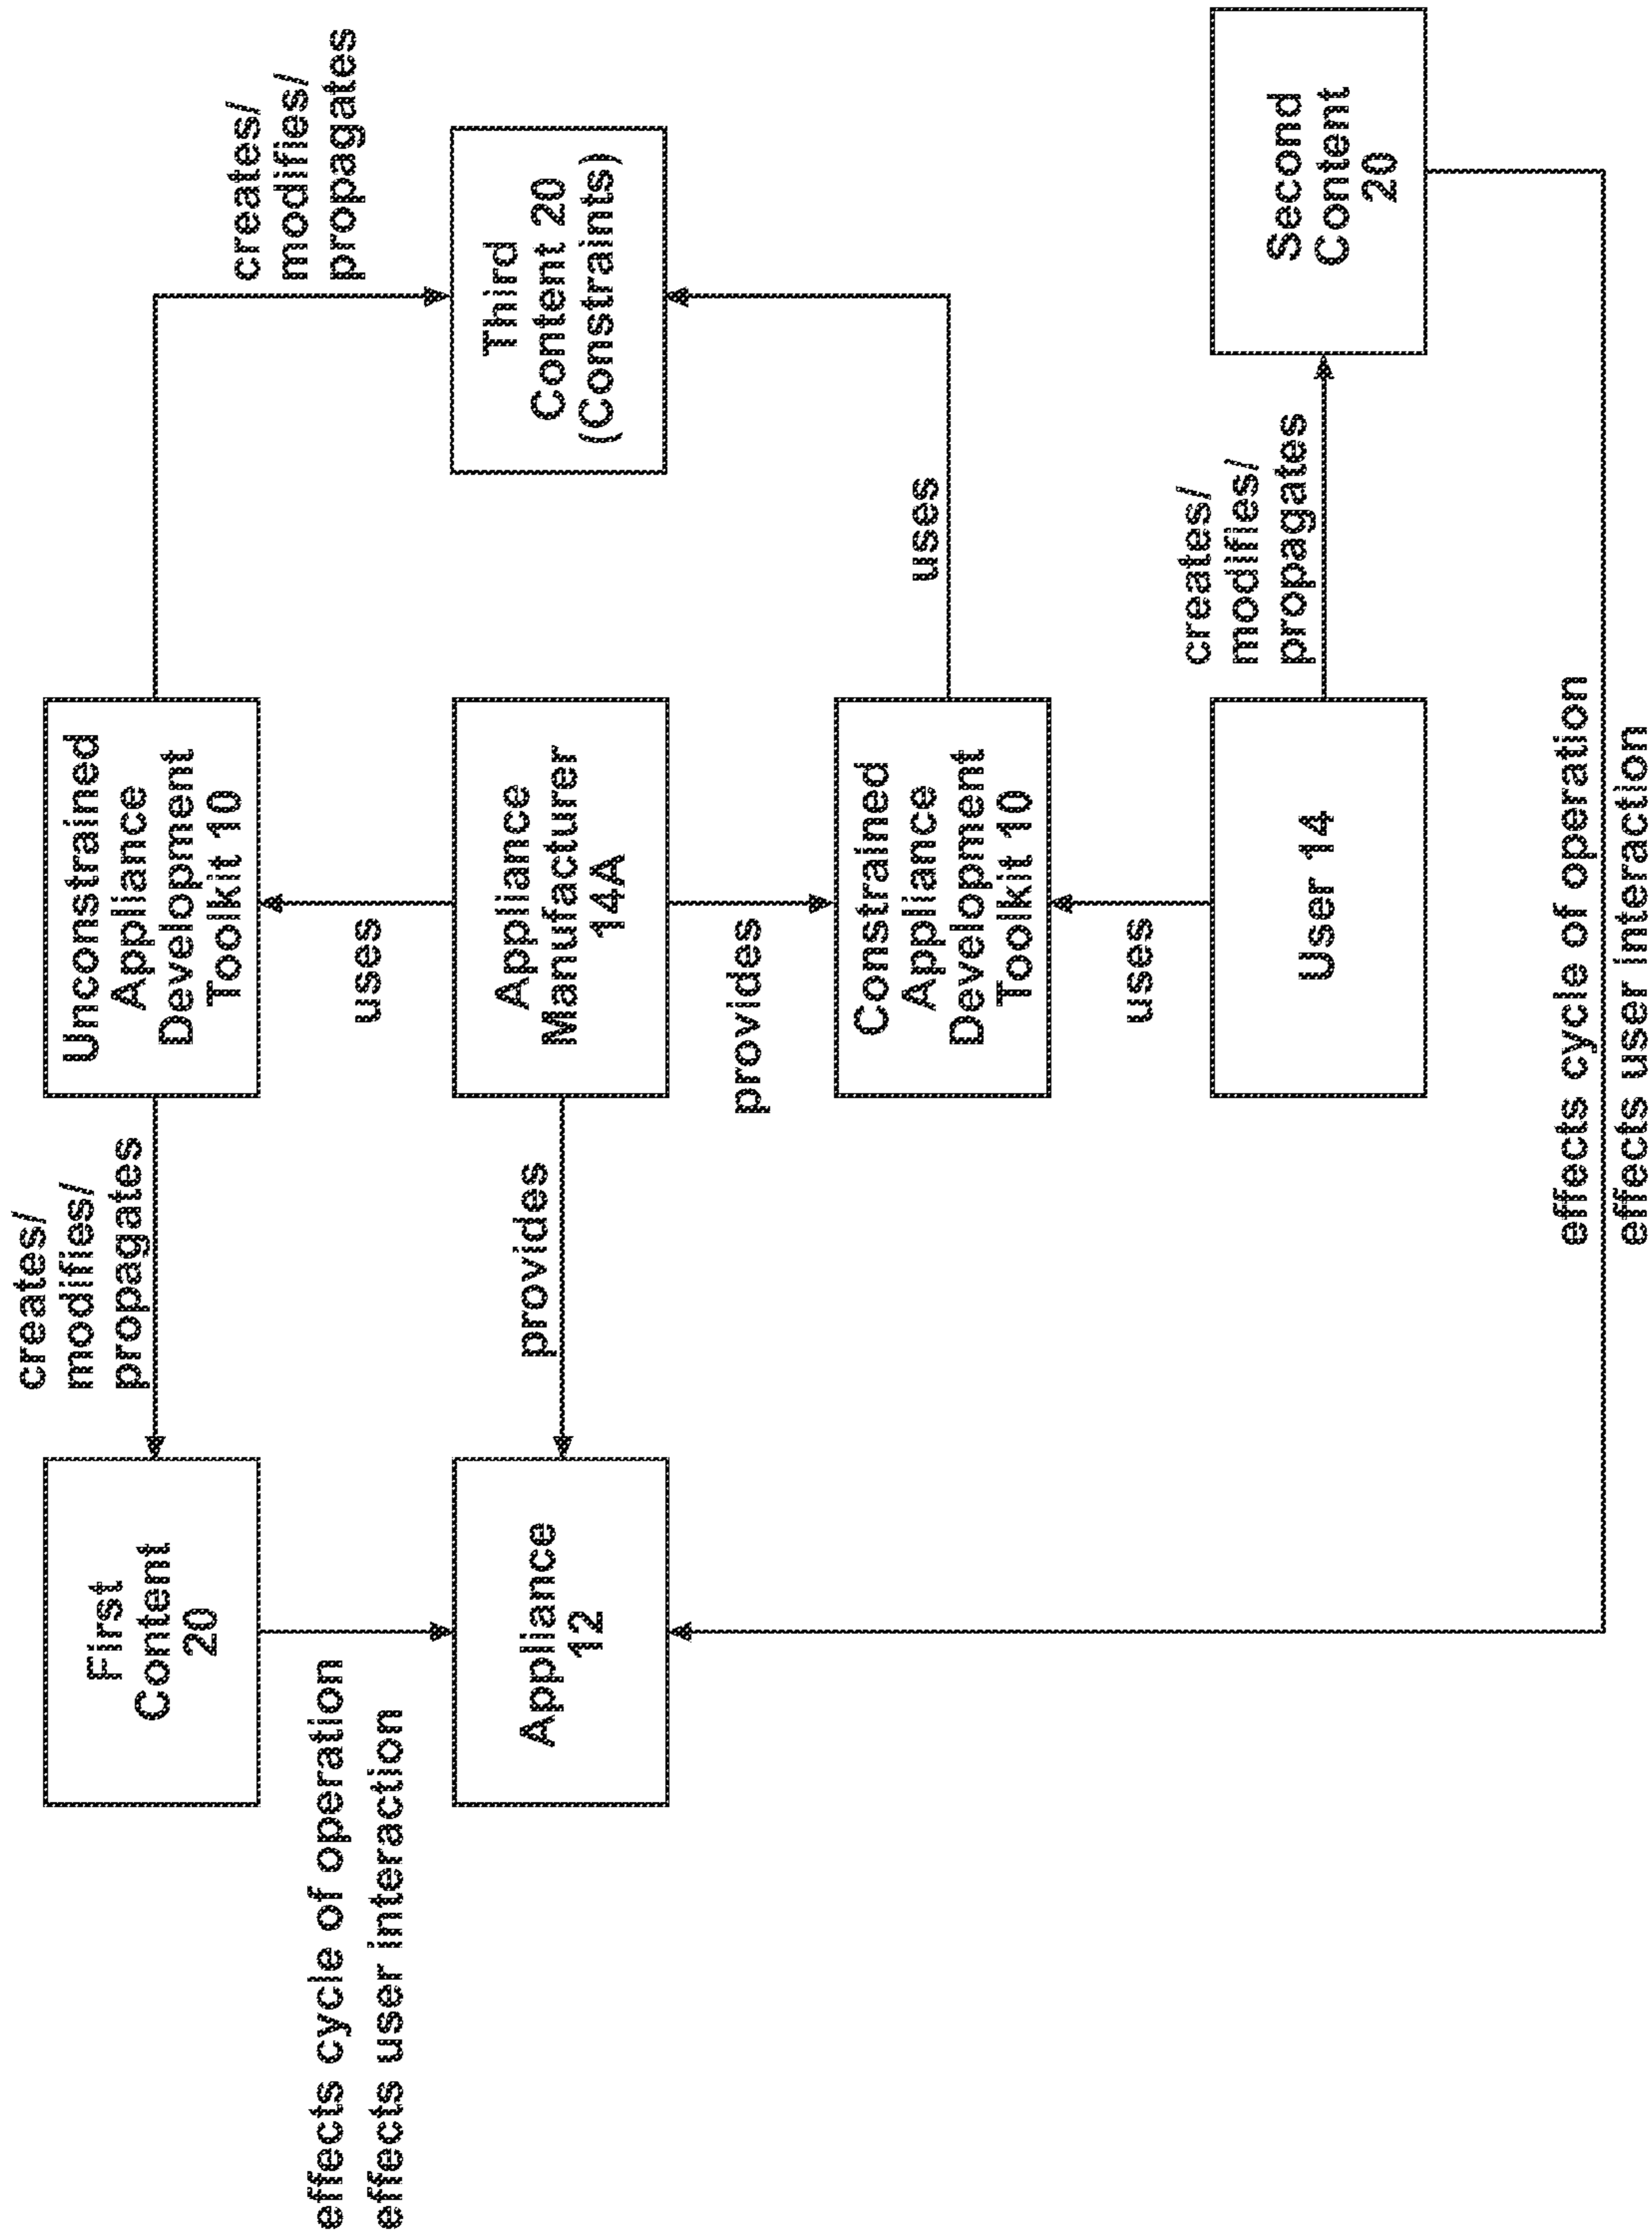 creates/
modifies/
propagates
First
Content
20
Unconstrained
Appliance
Development
Toolkit 10
creates/
modifies/
propagates
effects cycle of operation
effects user interaction
uses
Appliance
12
provides
Appliance
Manufacturer
14A
Third
Content 20
(Constraints)
provides
Constrained
Appliance
Development
Toolkit 10
uses
uses
creates/
modifies/
propagates
User 14
Second
Content
20
effects cycle of operation
effects user interaction